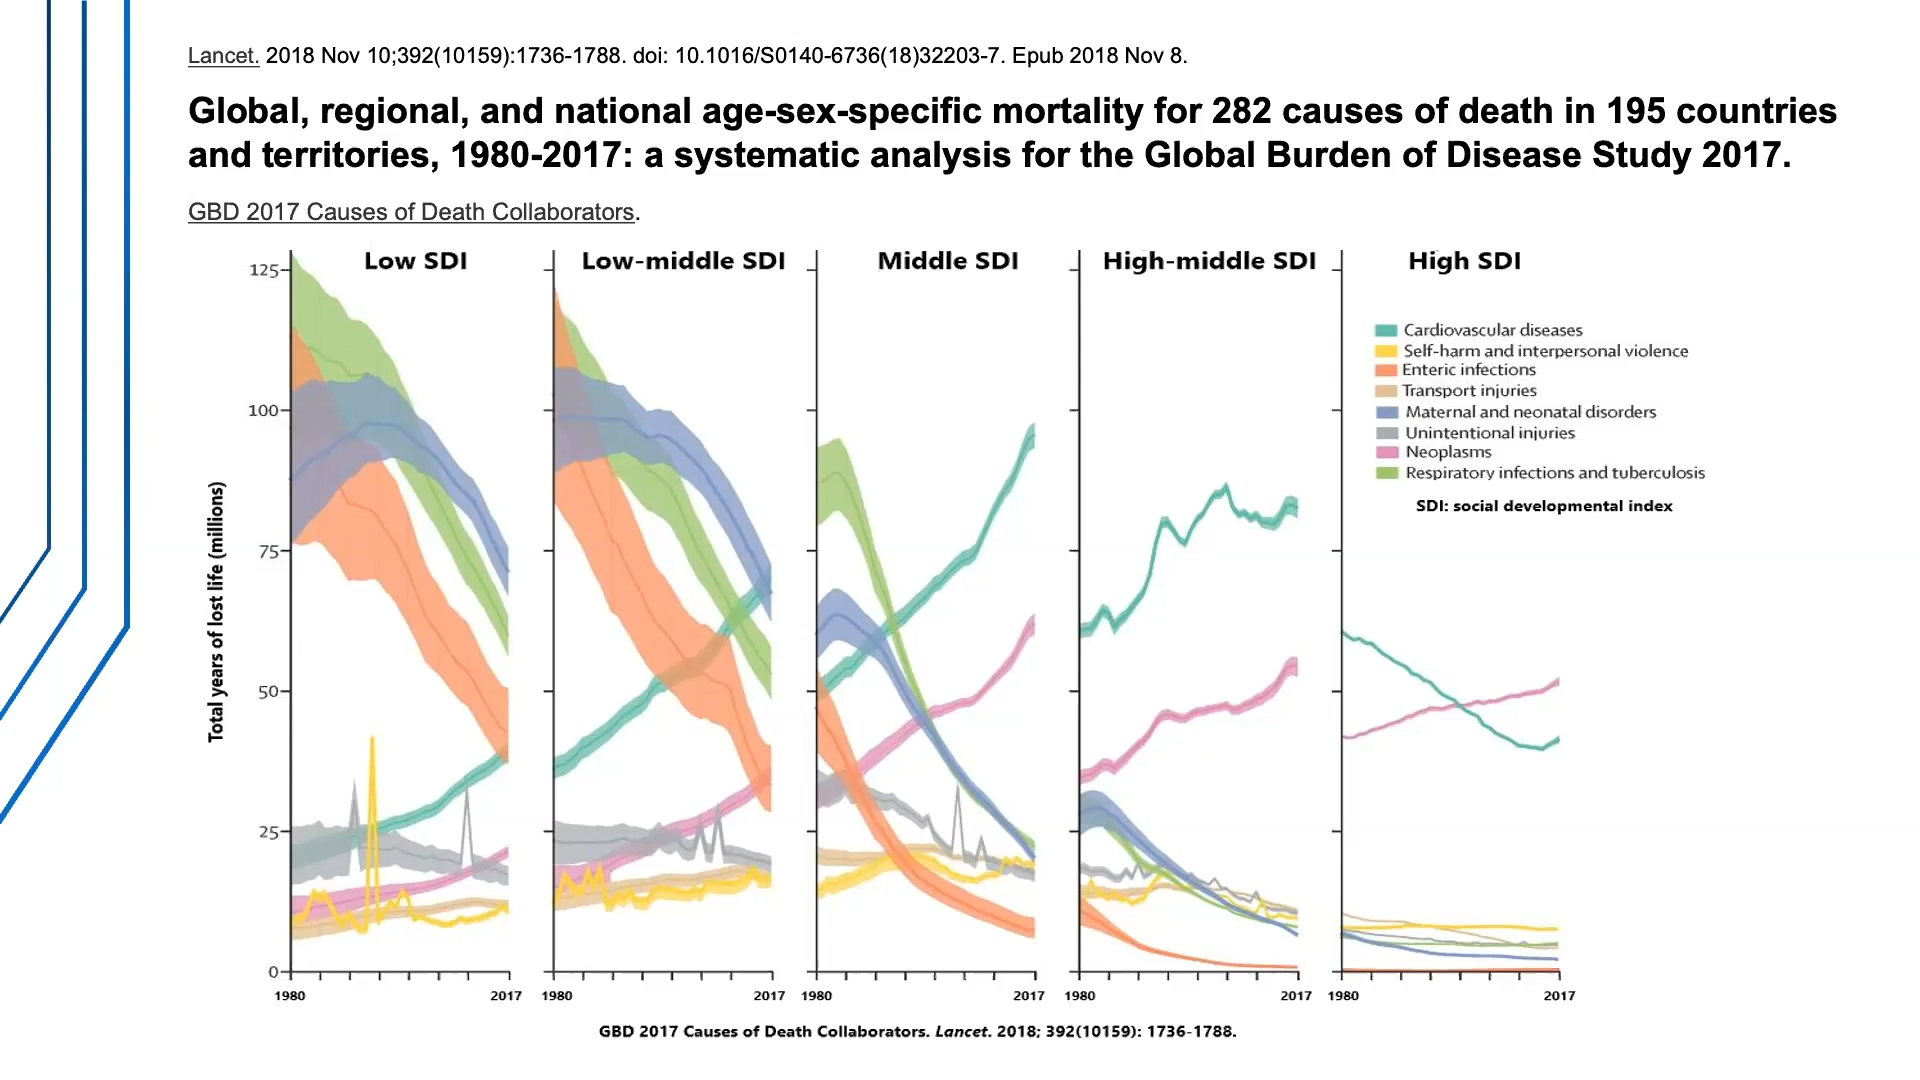 Lancet. 2018 Nov 10;392(10159):1736-1788. doi: 10.1016/S0140-6736(18)32203-7. Epub 2018 Nov 8.
Global, regional, and national age-sex-specific mortality for 282 causes of death in 195 countries
and territories, 1980-2017: a systematic analysis for the Global Burden of Disease Study 2017.
GBD 2017 Causes of Death Collaborators.
Low SDI
Low-middle SDI
Middle SDI
High-middle SDI
High SDI
Total years of lost life (millions)
125
100
75
50
25
0
Cardiovascular diseases
Self-harm and interpersonal violence
Enteric infections
Transport injuries
Maternal and neonatal disorders
Unintentional injuries
Neoplasms
Respiratory infections and tuberculosis
SDI: social developmental index
1980 2017 1980 2017 1980 2017 1980 2017 1980 2017
GBD 2017 Causes of Death Collaborators. Lancet. 2018; 392(10159): 1736-1788.